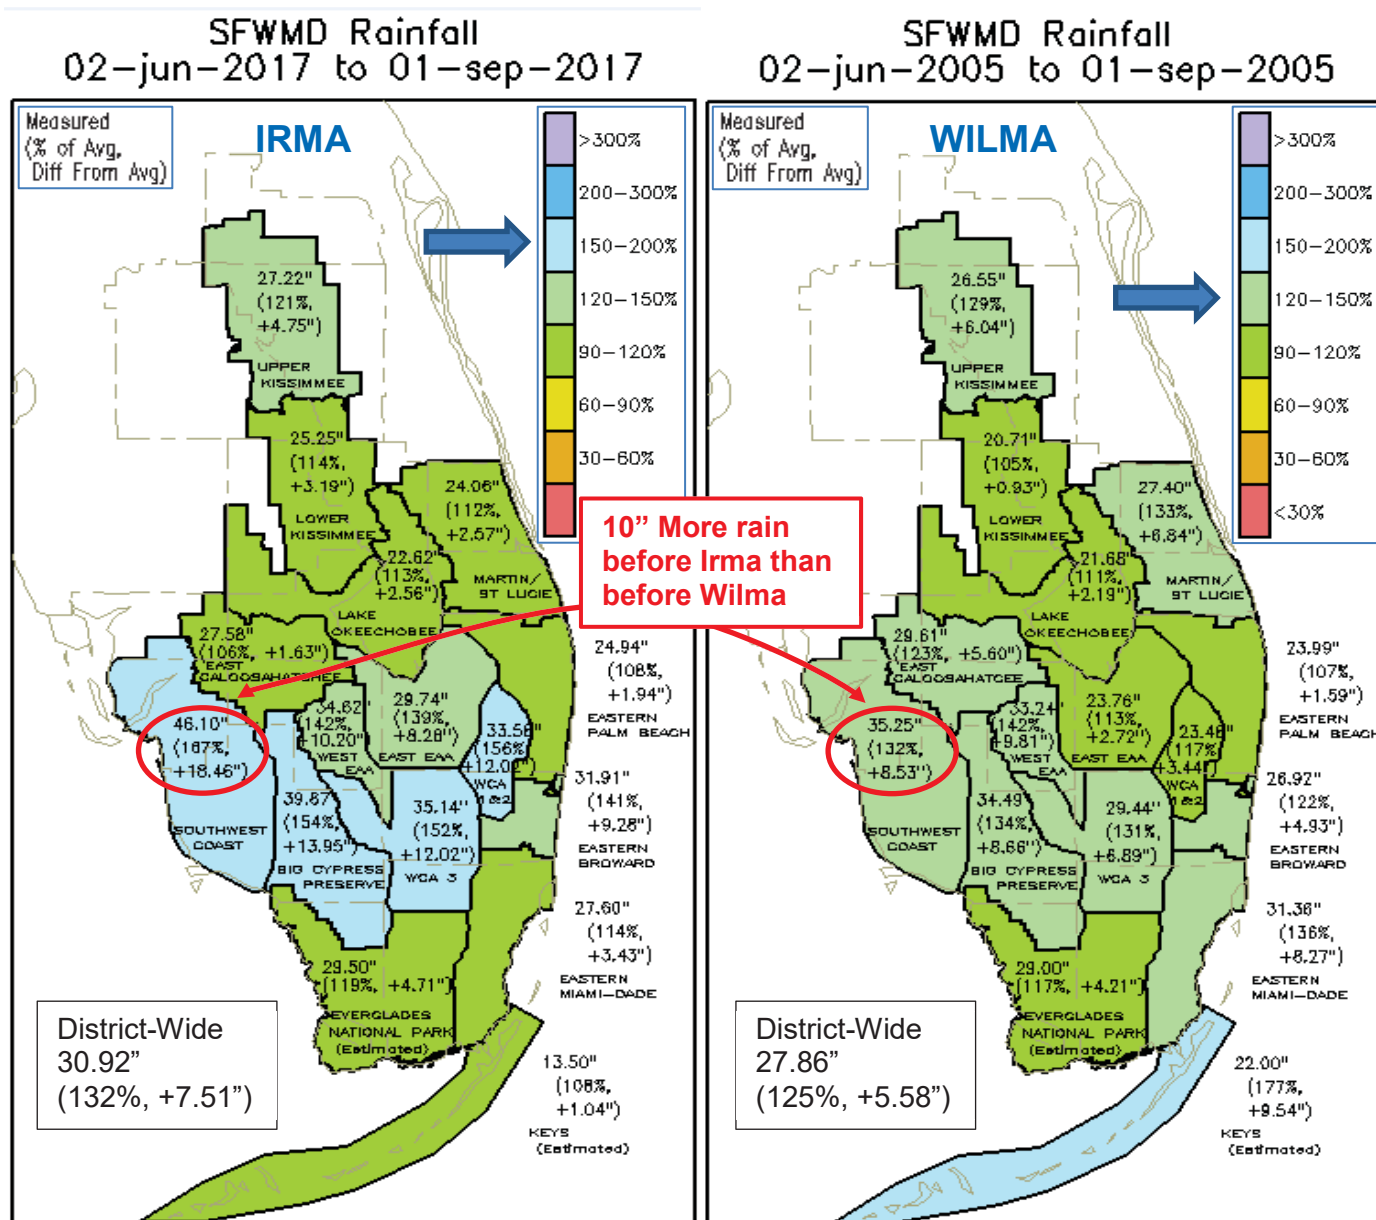 SFWMD Rainfall
02-jun-2017 to 01-sep-2017
Measured
(% of Avg,
Diff From Avg)
IRMA
>300%
200-300%
150-200%
120-150%
90-120%
60-90%
30-60%
27.22"
(121%,
+4.75")
UPPER
KISSIMMEE
25.25"
(114%,
+3.19")
LOWER
KISSIMMEE
24.06"
(112%,
+2.57")
MARTIN/
ST LUCIE
22.62"
(113%,
+2.56")
LAKE
OKEECHOBEE
27.58"
(106%, +1.63")
EAST
CALOOSAHATCHEE
46.10"
(167%,
+18.46")
SOUTHWEST
COAST
34.62"
(142%,
+10.20")
WEST
EAA
29.74"
(139%,
+8.28")
EAST EAA
33.56"
(156%
+12.0
WCA
1&2
24.94"
(108%,
+1.94")
EASTERN
PALM BEACH
39.87"
(154%,
+13.95")
BIG CYPRESS
PRESERVE
35.14"
(152%,
+12.02")
WCA 3
31.91"
(141%,
+9.28")
EASTERN
BROWARD
27.60"
(114%,
+3.43")
EASTERN
MIAMI-DADE
29.50"
(119%, +4.71")
EVERGLADES
NATIONAL PARK
(Estimated)
13.50"
(108%,
+1.04")
KEYS
(Estimated)
District-Wide
30.92”
(132%, +7.51”)
10” More rain
before Irma than
before Wilma
SFWMD Rainfall
02-jun-2005 to 01-sep-2005
Measured
(% of Avg,
Diff From Avg)
WILMA
>300%
200-300%
150-200%
120-150%
90-120%
60-90%
30-60%
<30%
26.55"
(129%,
+6.04")
UPPER
KISSIMMEE
20.71"
(105%,
+0.93")
LOWER
KISSIMMEE
27.40"
(133%,
+6.84")
MARTIN/
ST LUCIE
21.68"
(111%,
+2.19")
LAKE
OKEECHOBEE
29.61"
(123%, +5.60")
EAST
CALOOSAHATCEE
35.25"
(132%,
+8.53")
SOUTHWEST
COAST
33.24"
(142%,
+9.81")
WEST
EAA
23.76"
(113%,
+2.72")
EAST EAA
23.48"
(117%
+3.44"
WCA
1&2
23.99"
(107%,
+1.59")
EASTERN
PALM BEACH
34.49"
(134%,
+8.66")
BIG CYPRESS
PRESERVE
29.44"
(131%,
+6.89")
WCA 3
26.92"
(122%,
+4.93")
EASTERN
BROWARD
31.36"
(136%,
+8.27")
EASTERN
MIAMI-DADE
29.00"
(117%, +4.21")
EVERGLADES
NATIONAL PARK
(Estimated)
22.00"
(177%,
+9.54")
KEYS
(Estimated)
District-Wide
27.86”
(125%, +5.58”)